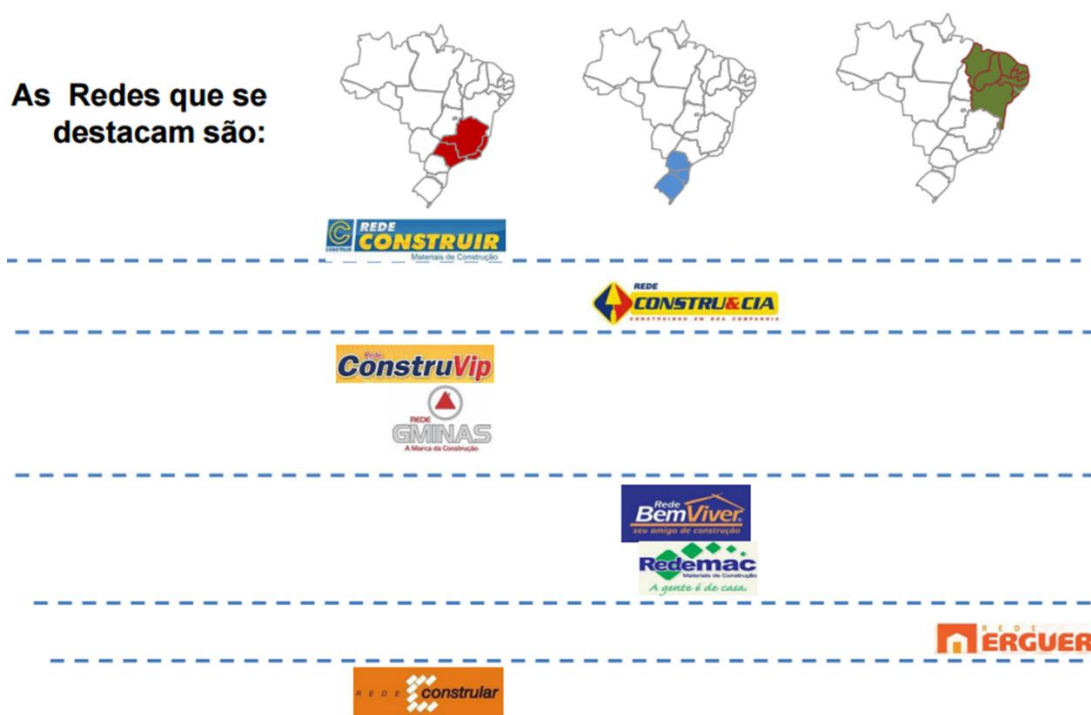 As Redes que se
destacam são:
C
CONSTRUIR
REDE
CONSTRUIR
Materiais de Construção
REDE
CONSTRU&CIA
CONSTRUINDO EM SUA COMPANHIA
Rede
ConstruVip
REDE
GMINAS
A Marca da Construção
Rede
BemViver
seu amigo de construção
Redemac
Materiais de Construção
A gente é de casa.
REDE
ERGUER
REDE constrular